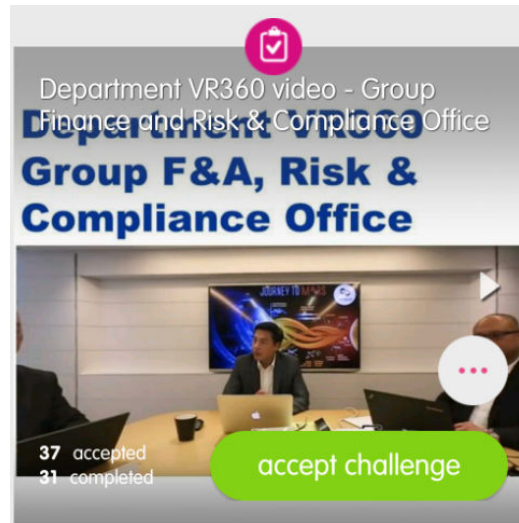 Department VR360 video - Group
Finance and Risk & Compliance Office
Department VR360
Group F&A, Risk &
Compliance Office
JOURNEY TO MARS
37 accepted
31 completed
accept challenge